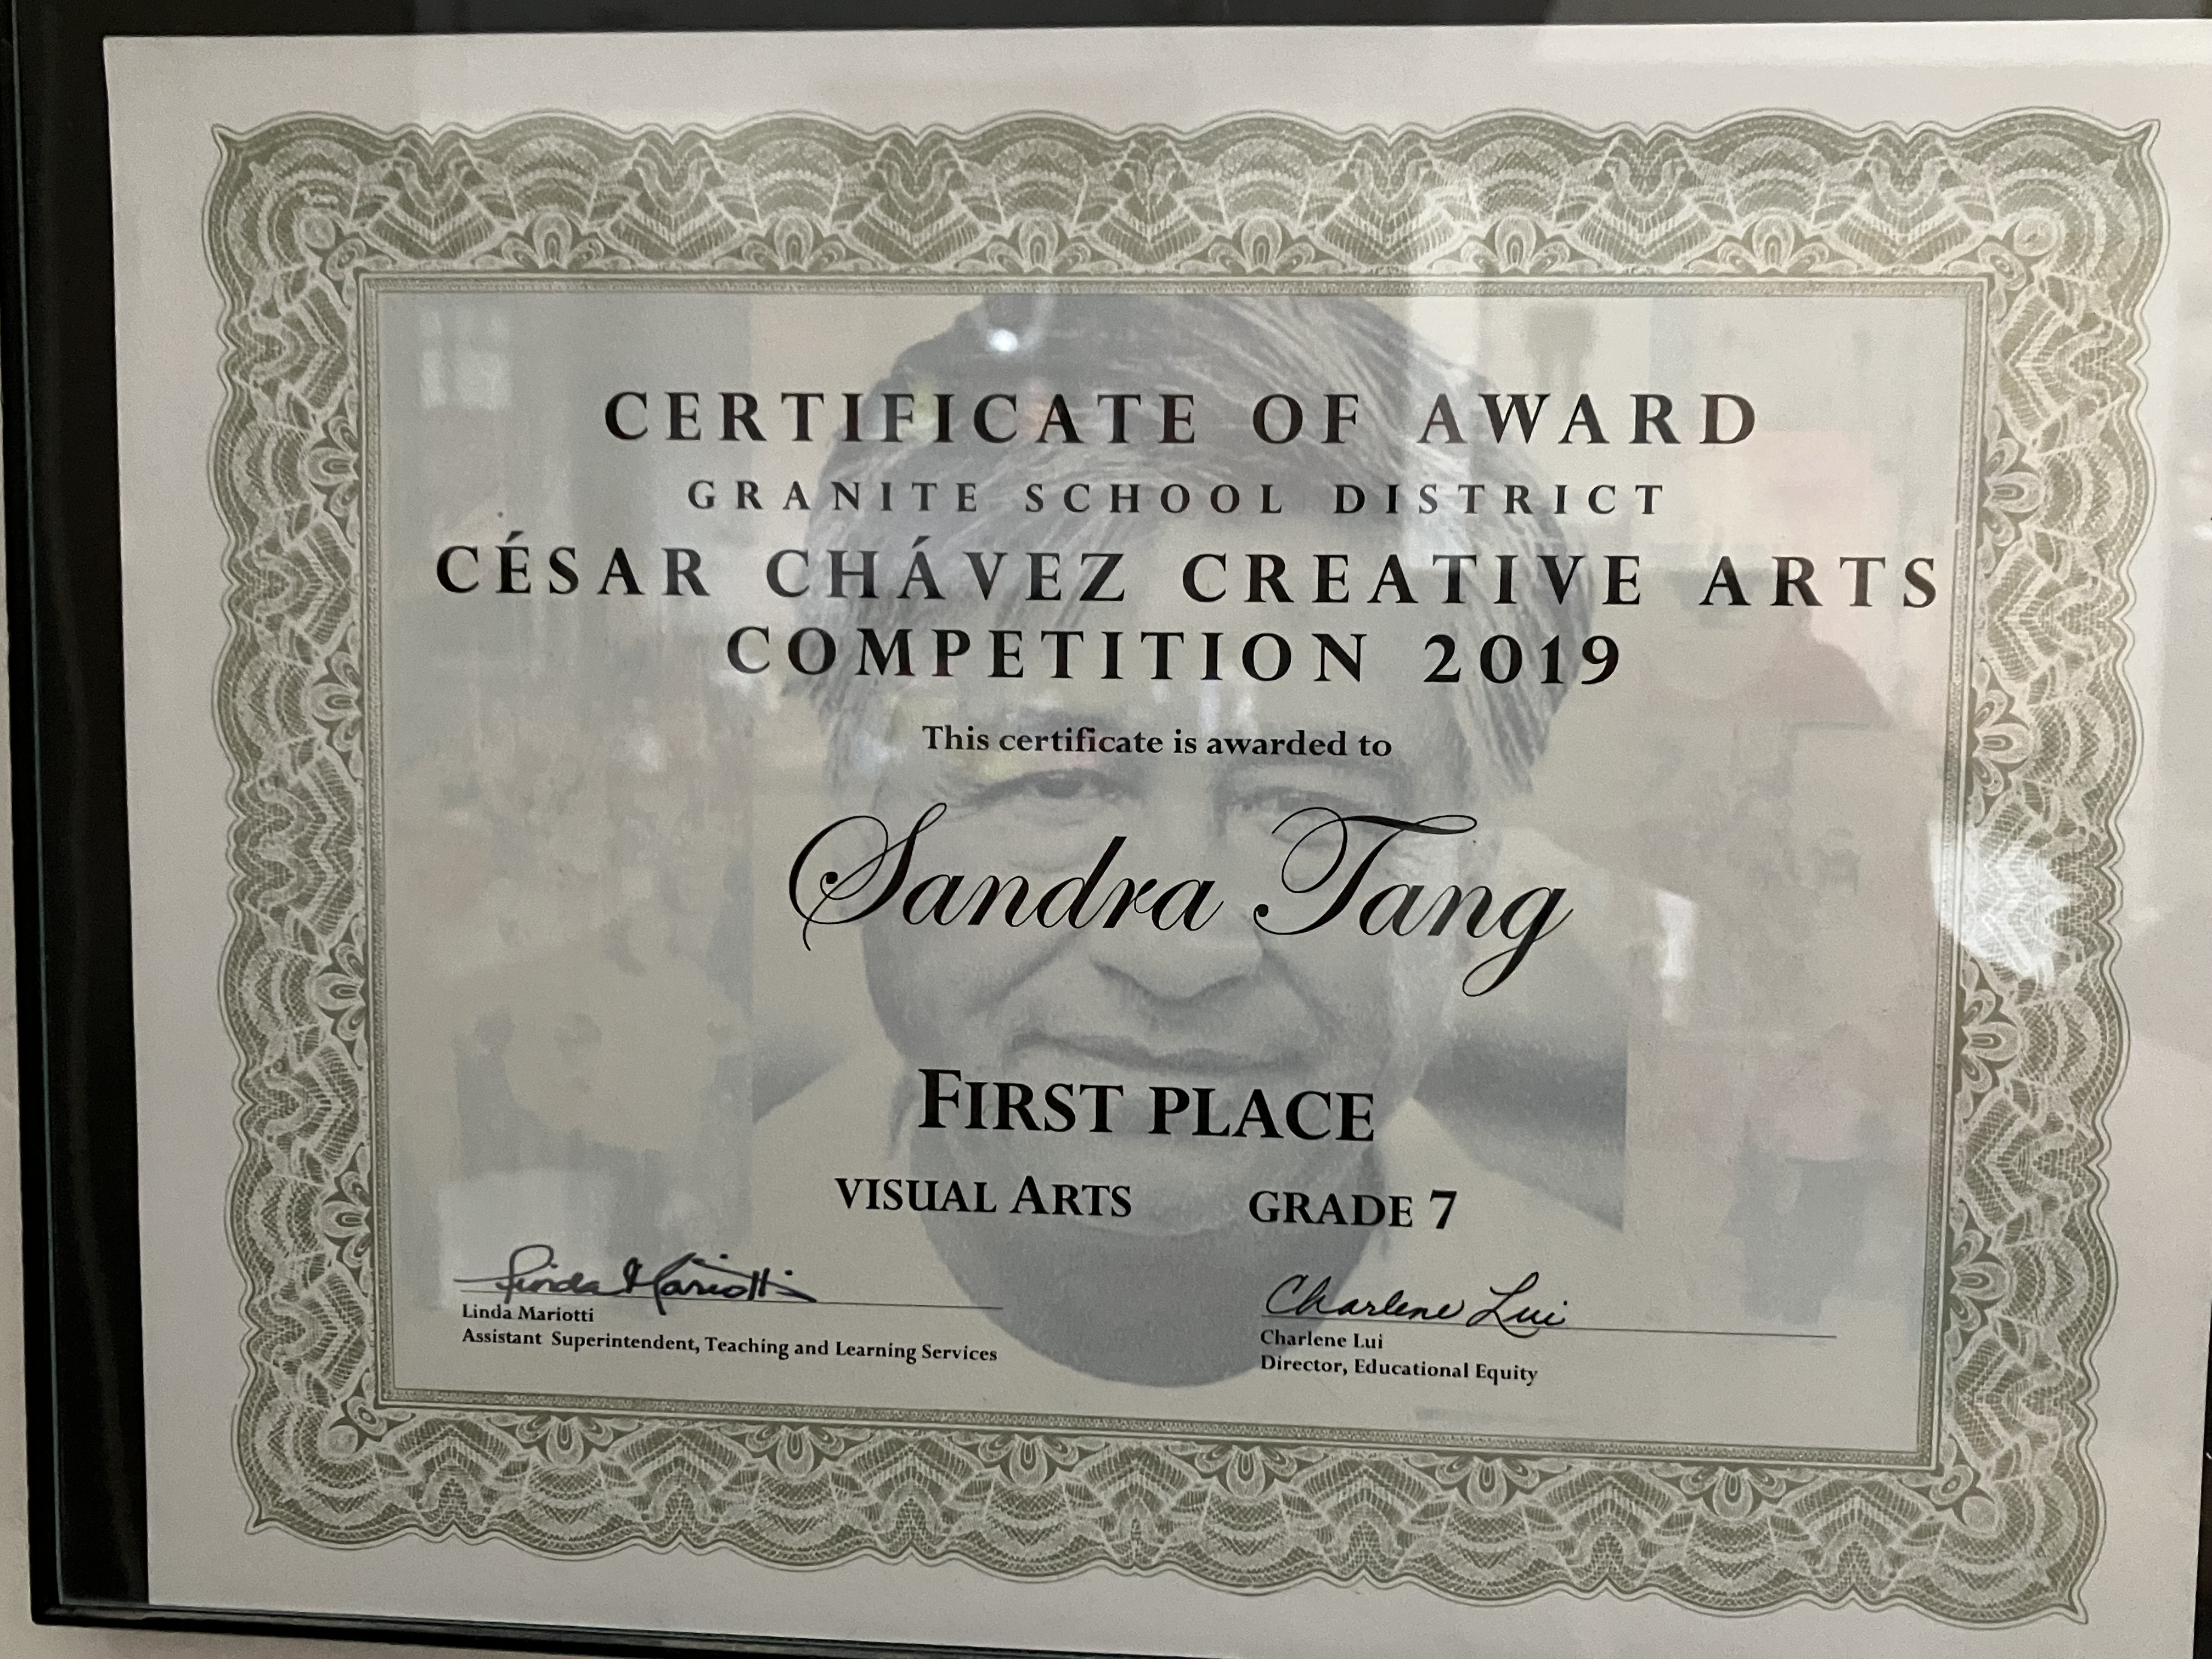 CERTIFICATE OF AWARD
GRANITE SCHOOL DISTRICT
CÉSAR CHÁVEZ CREATIVE ARTS
COMPETITION 2019
This certificate is awarded to
Sandra Tang
FIRST PLACE
VISUAL ARTS GRADE 7
Linda Mariotti
Linda Mariotti
Assistant Superintendent, Teaching and Learning Services
Charlene Lui
Charlene Lui
Director, Educational Equity